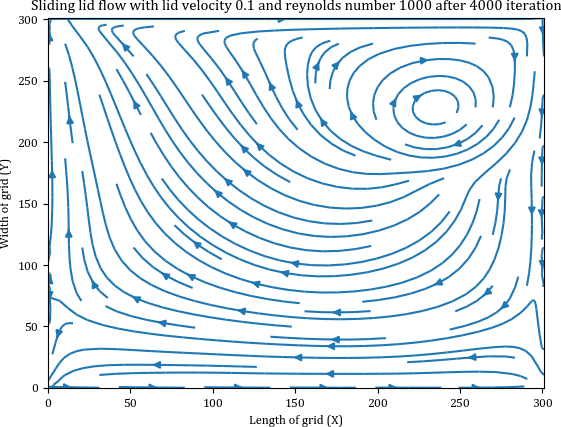 Sliding lid flow with lid velocity 0.1 and reynolds number 1000 after 4000 iteration
300
250
200
150
100
50
0
Width of grid (Y)
0 50 100 150 200 250 300
Length of grid (X)